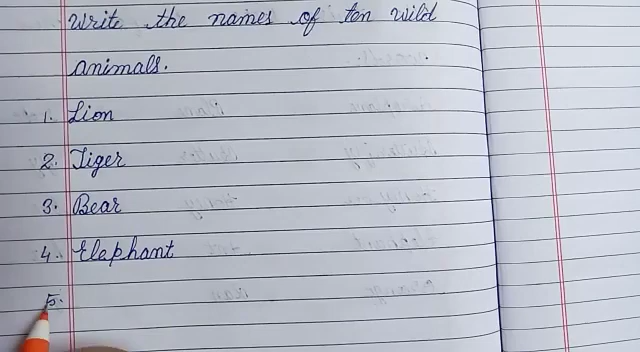 Write the names of ten wild
animals.
1. Lion
2. Tiger
3. Bear
4. Elephant
5.